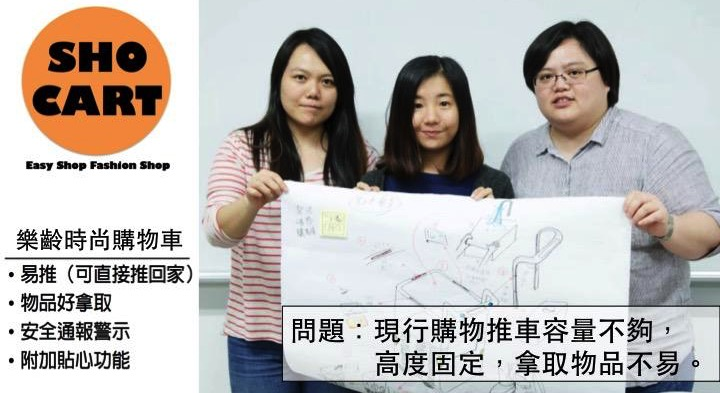 SHO
CART
Easy Shop Fashion Shop
樂齡時尚購物車
• 易推（可直接推回家）
• 物品好拿取
• 安全通報警示
• 附加貼心功能
問題：現行購物推車容量不夠，
高度固定，拿取物品不易。